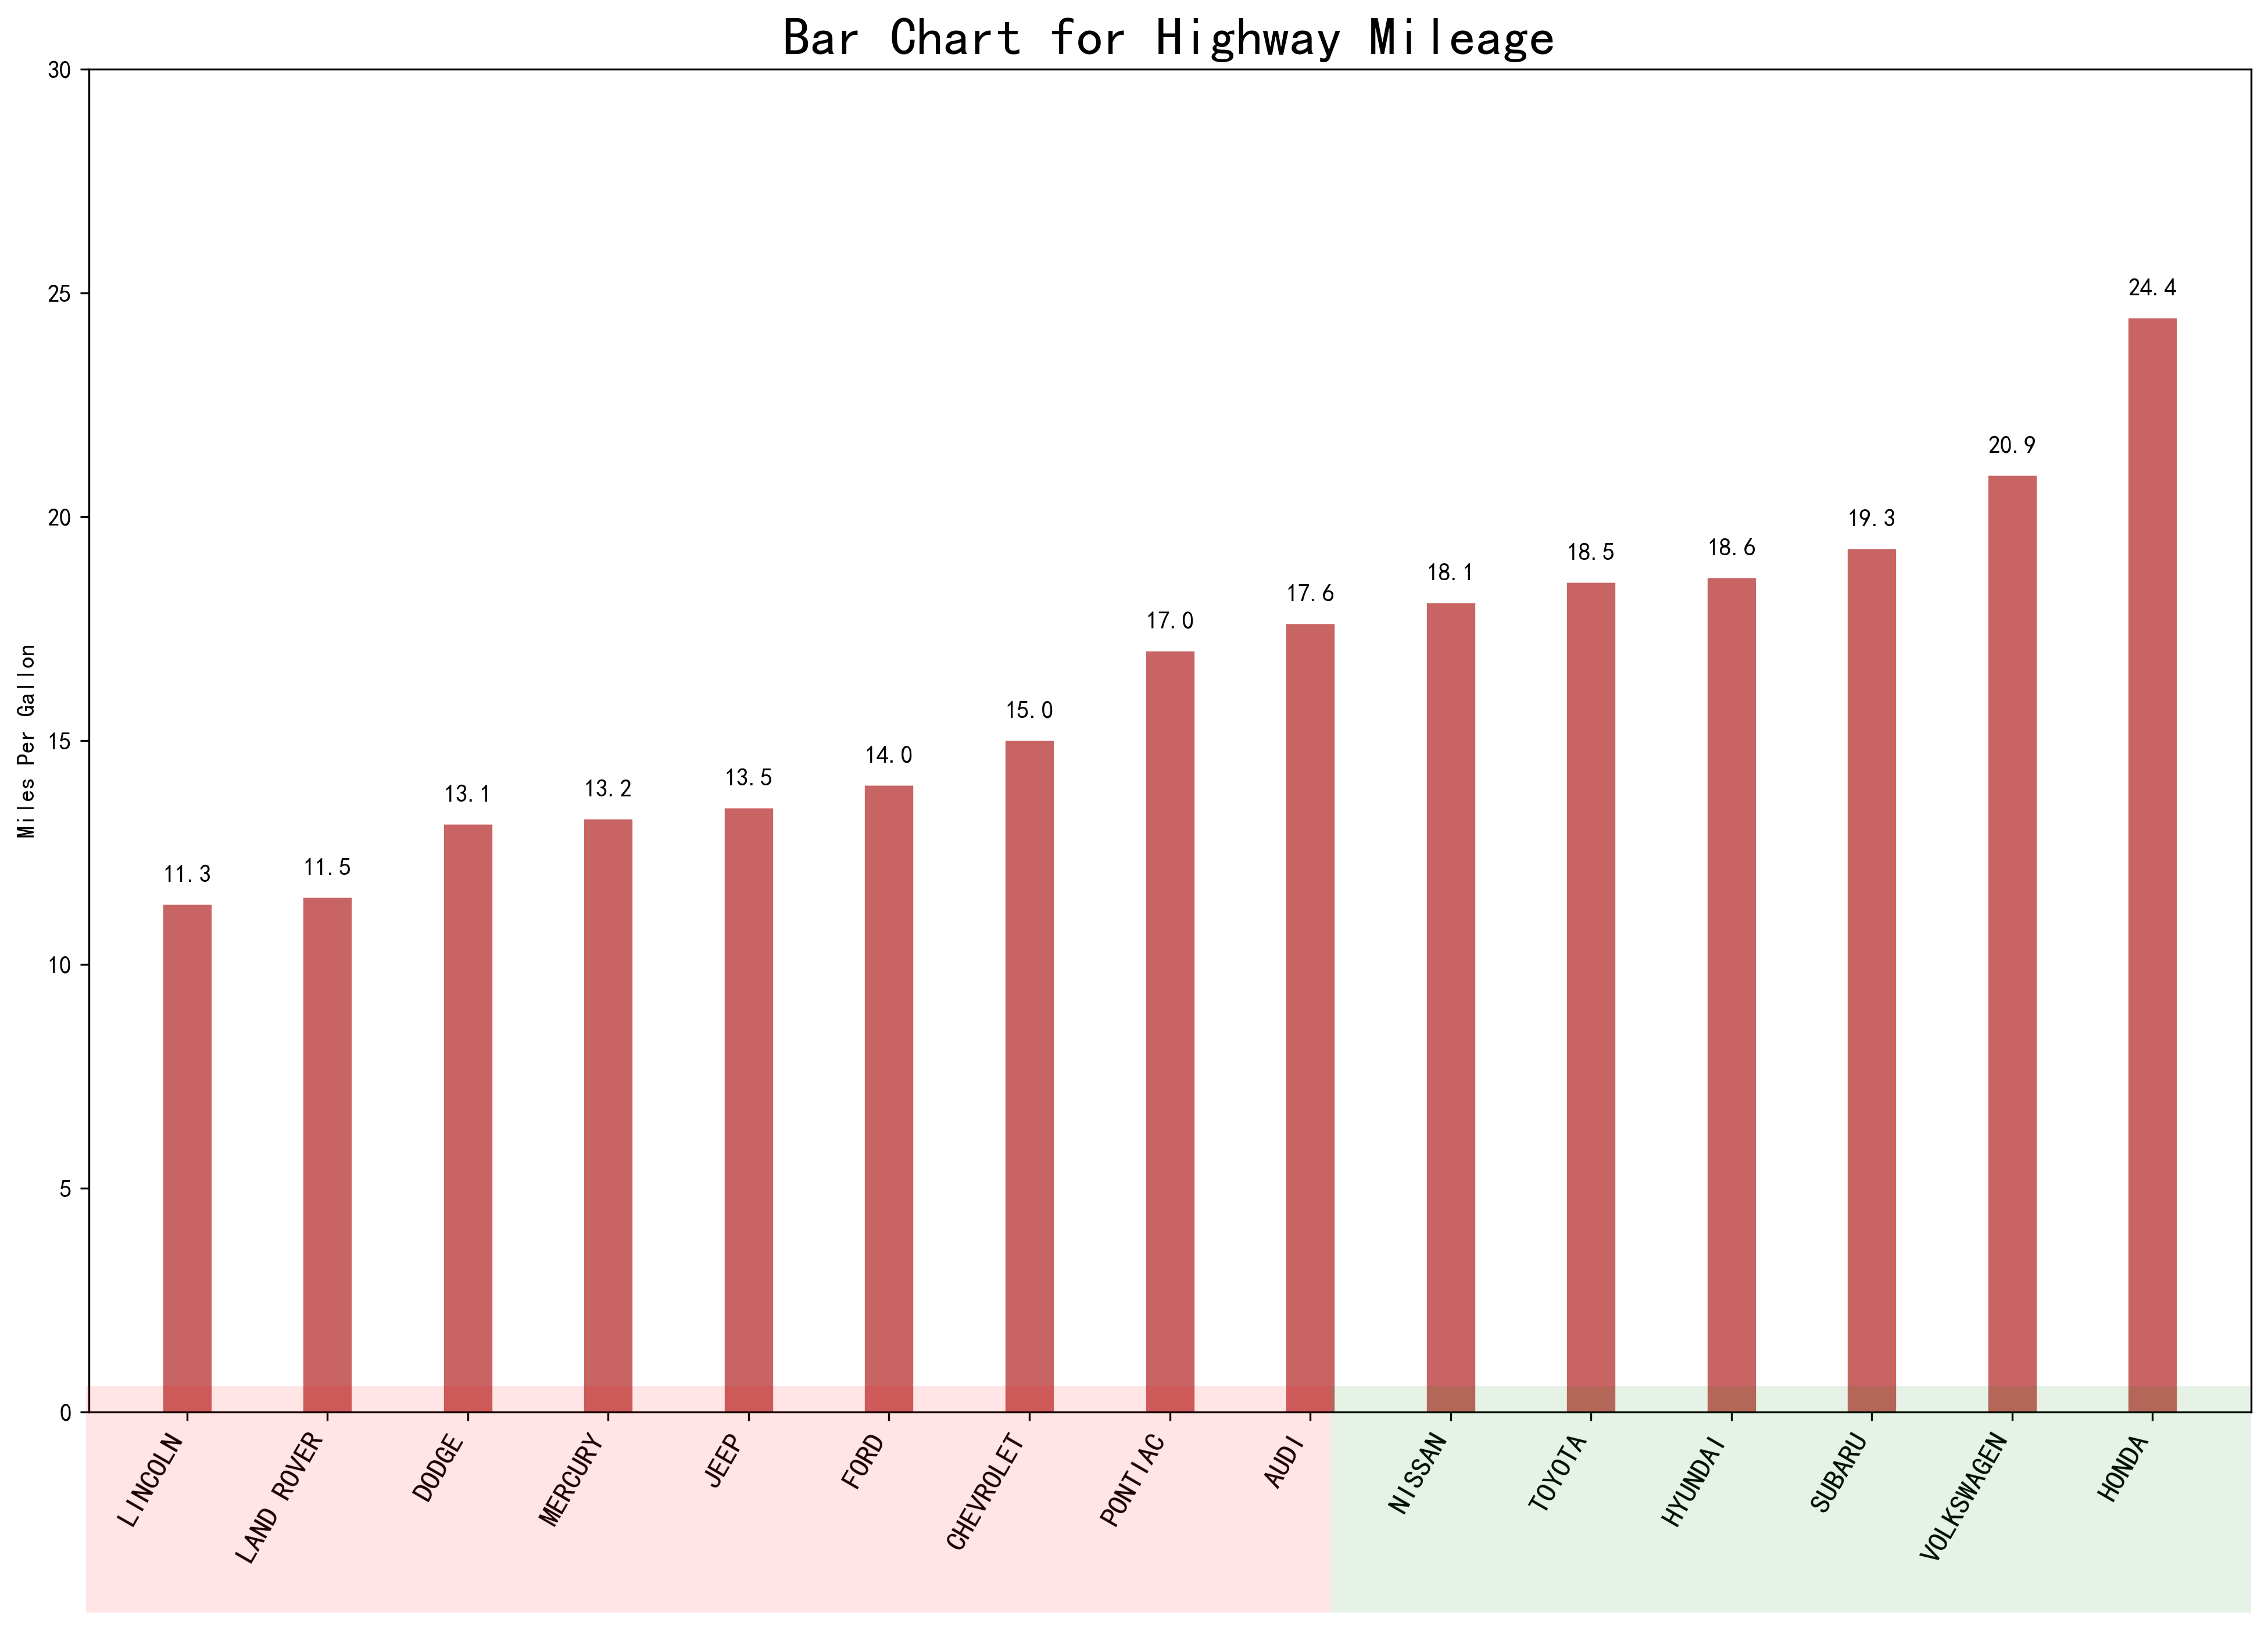 Bar Chart for Highway Mileage
30
25
20
15
10
5
0
Miles Per Gallon
11.3
11.5
13.1
13.2
13.5
14.0
15.0
17.0
17.6
18.1
18.5
18.6
19.3
20.9
24.4
LINCOLN
LAND ROVER
DODGE
MERCURY
JEEP
FORD
CHEVROLET
PONTIAC
AUDI
NISSAN
TOYOTA
HYUNDAI
SUBARU
VOLKSWAGEN
HONDA